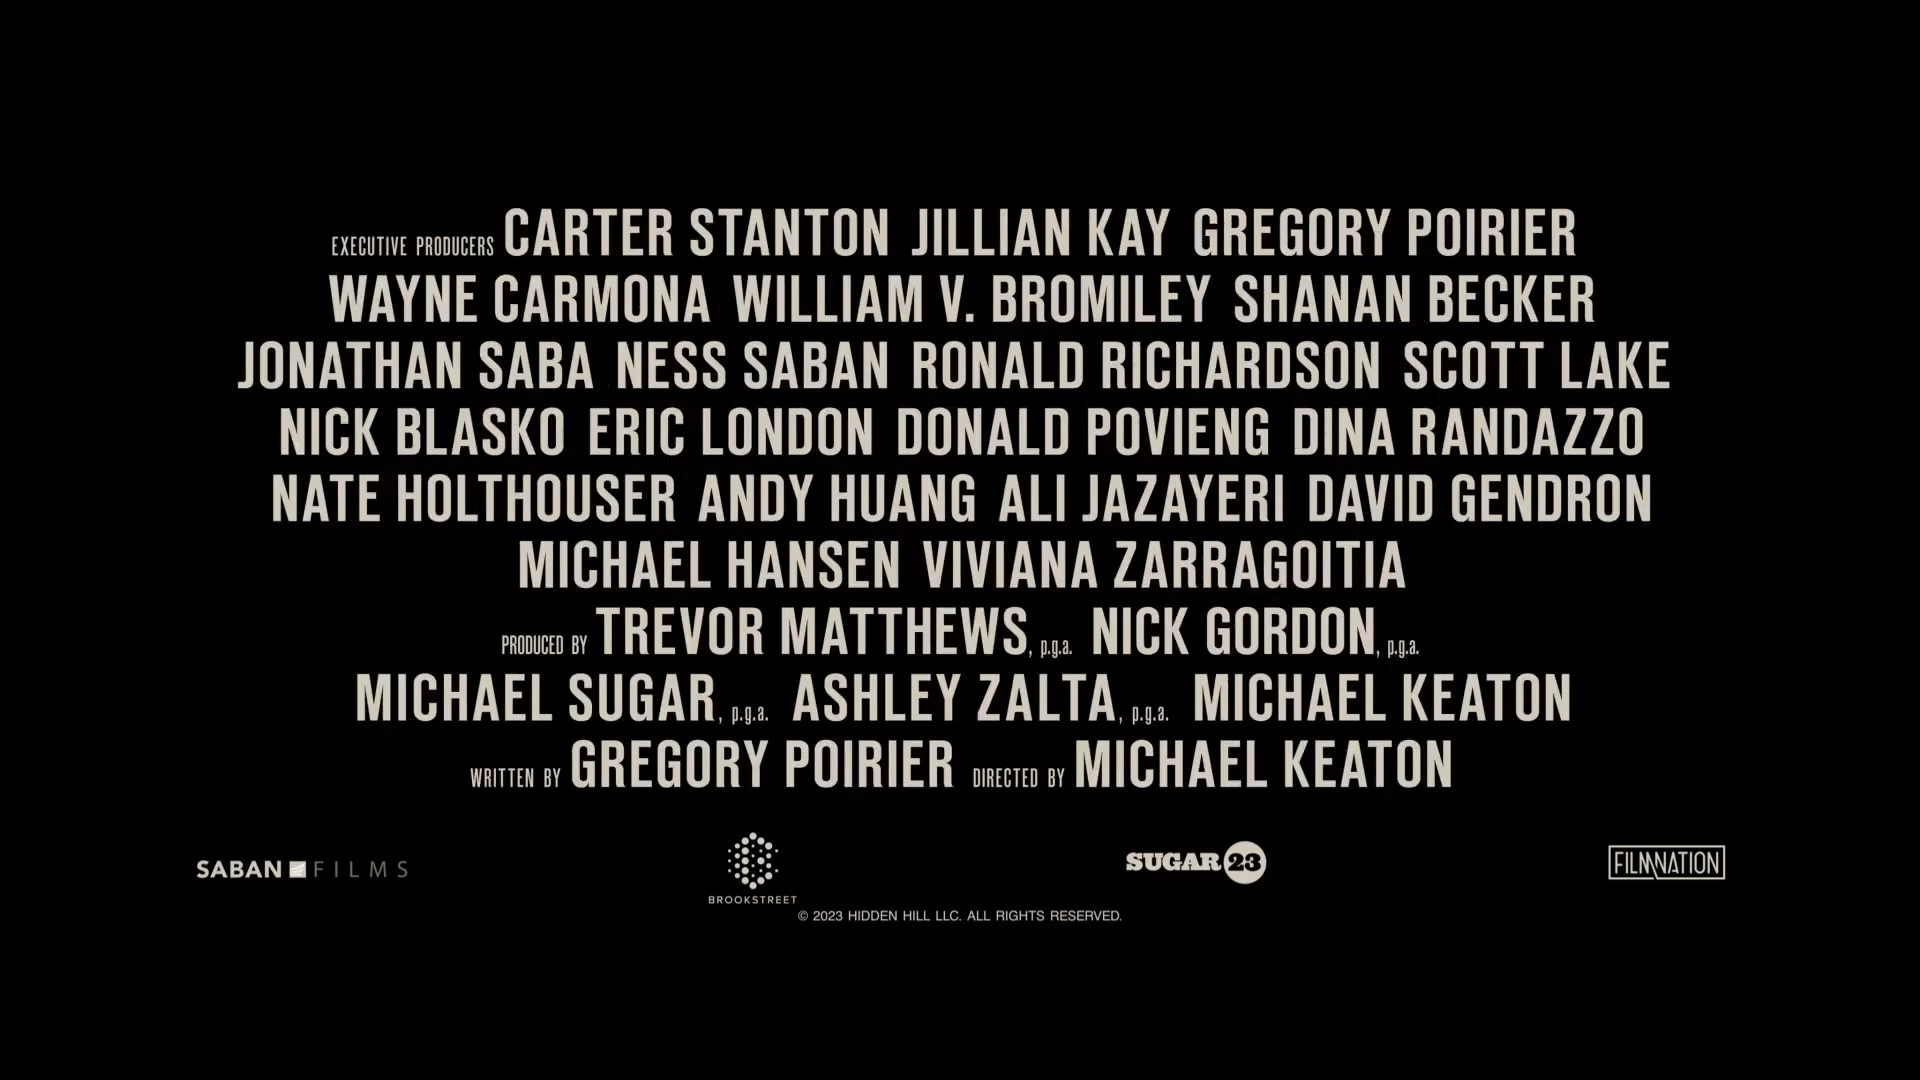 EXECUTIVE PRODUCERS CARTER STANTON JILLIAN KAY GREGORY POIRIER
WAYNE CARMONA WILLIAM V. BROMILEY SHANAN BECKER
JONATHAN SABA NESS SABAN RONALD RICHARDSON SCOTT LAKE
NICK BLASKO ERIC LONDON DONALD POVIENG DINA RANDAZZO
NATE HOLTHOUSER ANDY HUANG ALI JAZAYERI DAVID GENDRON
MICHAEL HANSEN VIVIANA ZARRAGOITIA
PRODUCED BY TREVOR MATTHEWS, p.g.a. NICK GORDON, p.g.a.
MICHAEL SUGAR, p.g.a. ASHLEY ZALTA, p.g.a. MICHAEL KEATON
WRITTEN BY GREGORY POIRIER DIRECTED BY MICHAEL KEATON
SABAN FILMS
BROOKSTREET
SUGAR 23
FILMNATION
© 2023 HIDDEN HILL LLC. ALL RIGHTS RESERVED.